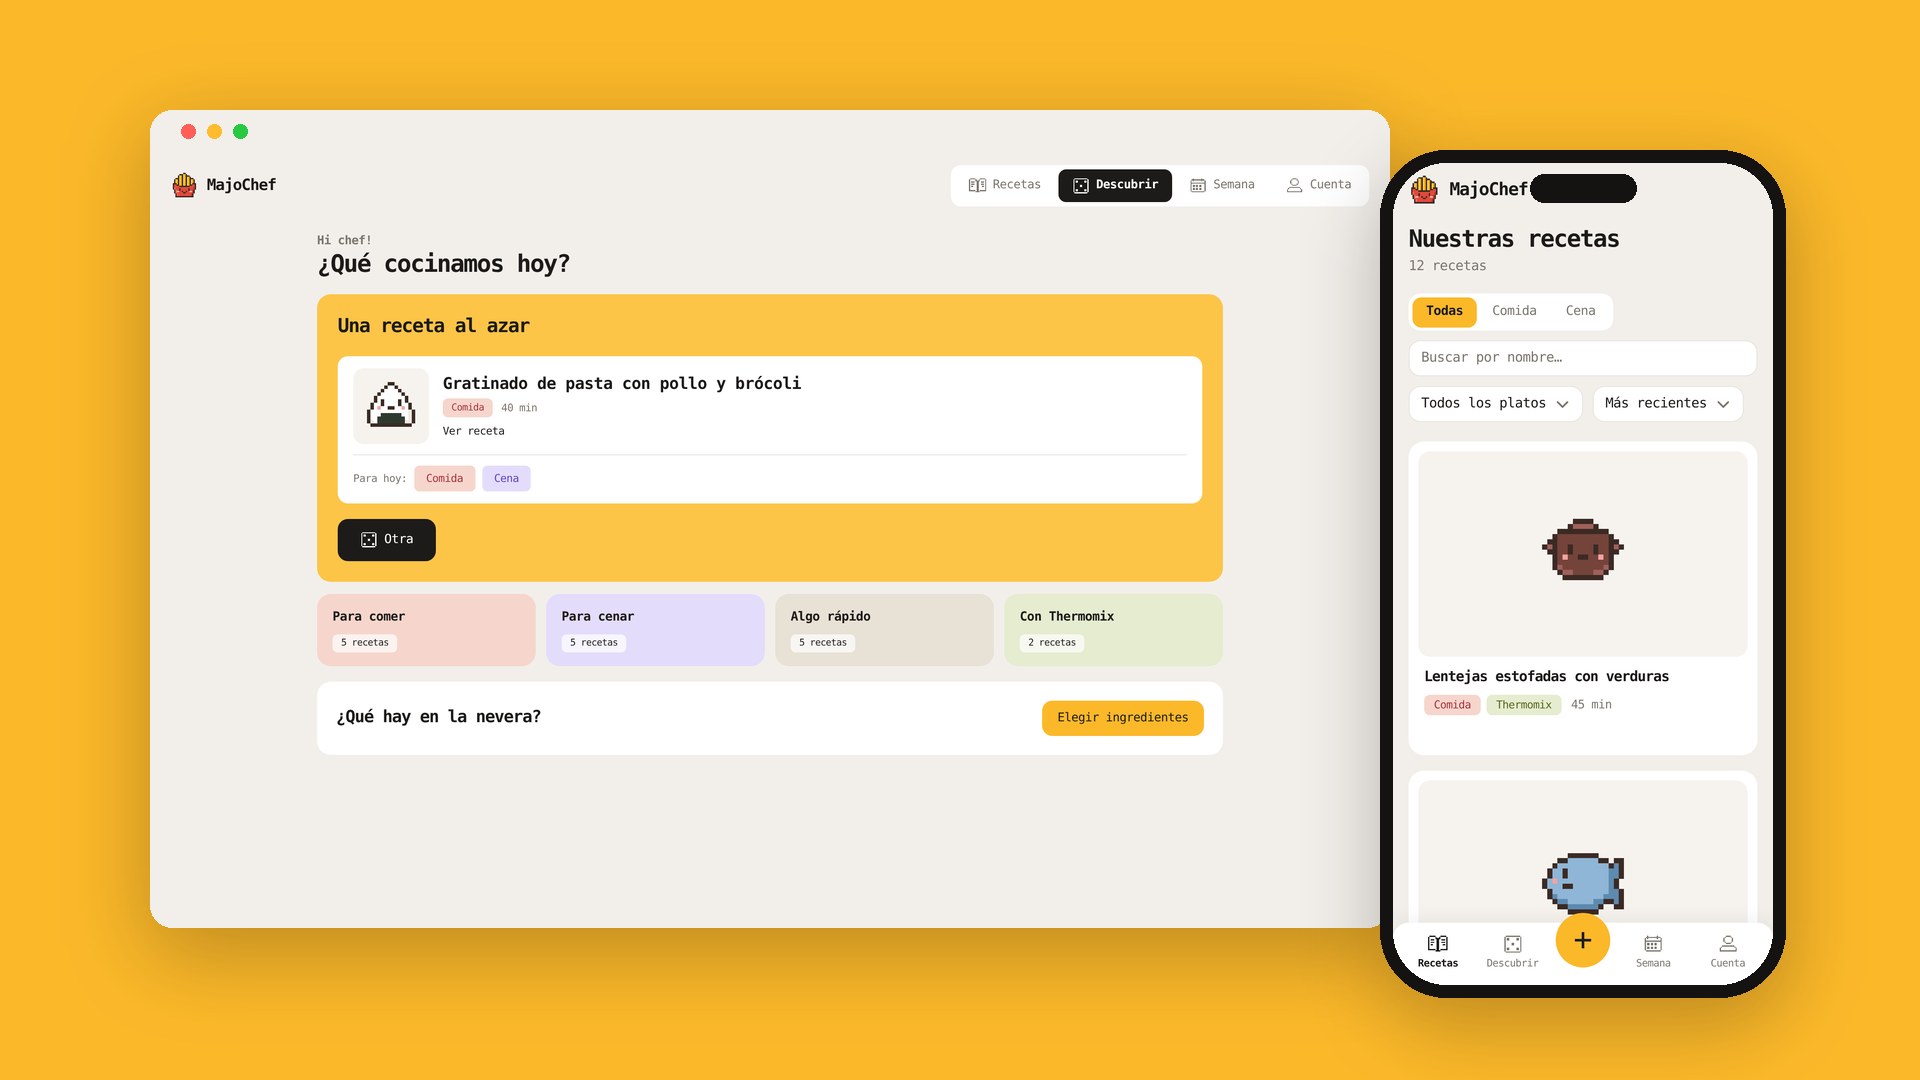 MajoChef
Recetas
Descubrir
Semana
Cuenta
Hi chef!
¿Qué cocinamos hoy?
Una receta al azar
Gratinado de pasta con pollo y brócoli
Comida 40 min
Ver receta
Para hoy: Comida Cena
Otra
Para comer
5 recetas
Para cenar
5 recetas
Algo rápido
5 recetas
Con Thermomix
2 recetas
¿Qué hay en la nevera?
Elegir ingredientes
MajoChef
Nuestras recetas
12 recetas
Todas Comida Cena
Buscar por nombre…
Todos los platos
Más recientes
Lentejas estofadas con verduras
Comida Thermomix 45 min
Recetas
Descubrir
+
Semana
Cuenta